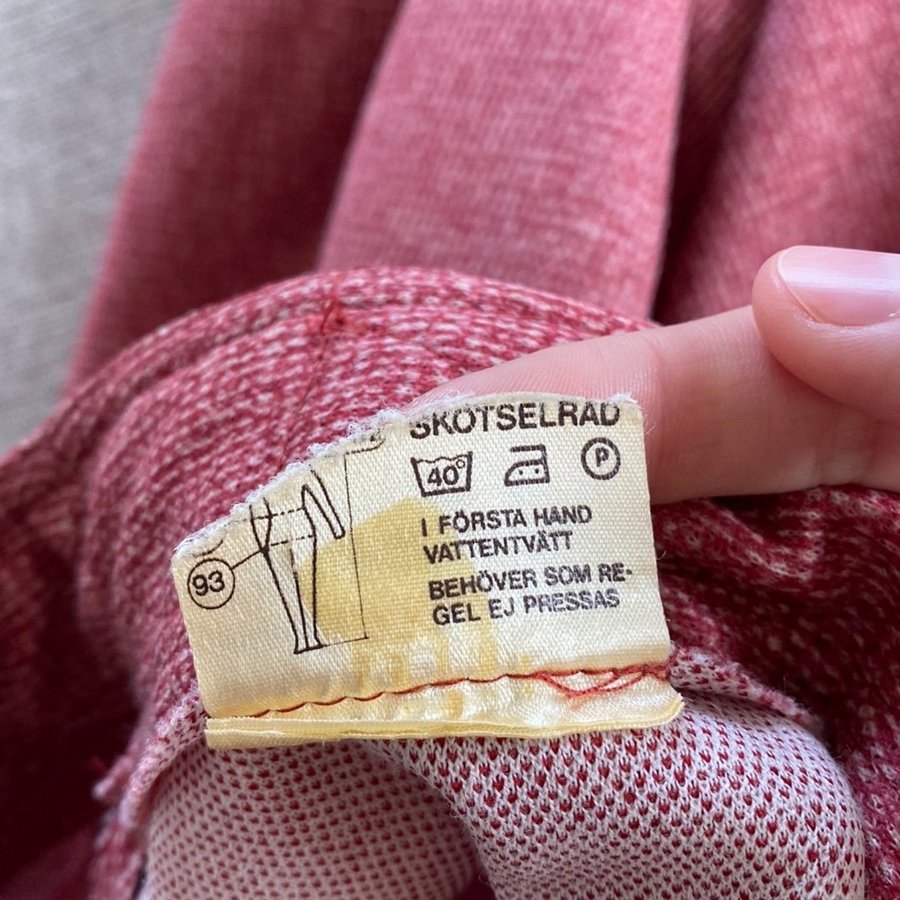 SKÖTSELRÅD
40°
P
I FÖRSTA HAND
VATTENTVÄTT
BEHÖVER SOM RE-
GEL EJ PRESSAS
93